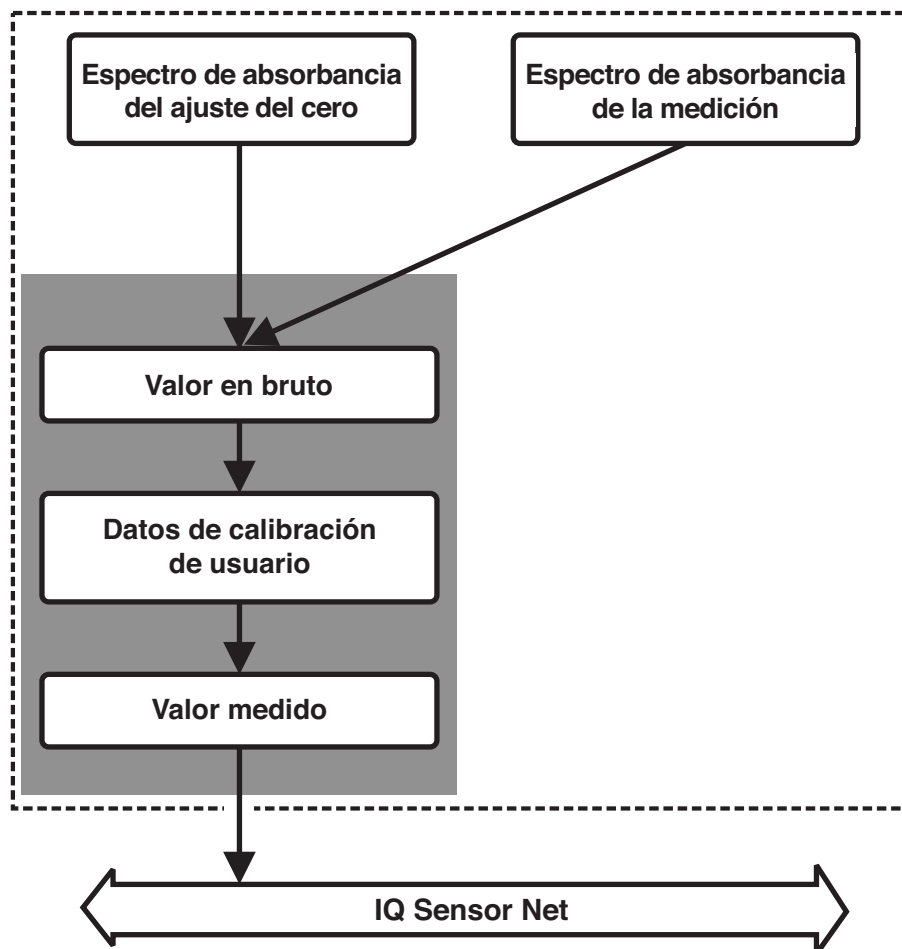 Espectro de absorbancia
del ajuste del cero
Espectro de absorbancia
de la medición
Valor en bruto
Datos de calibración
de usuario
Valor medido
IQ Sensor Net